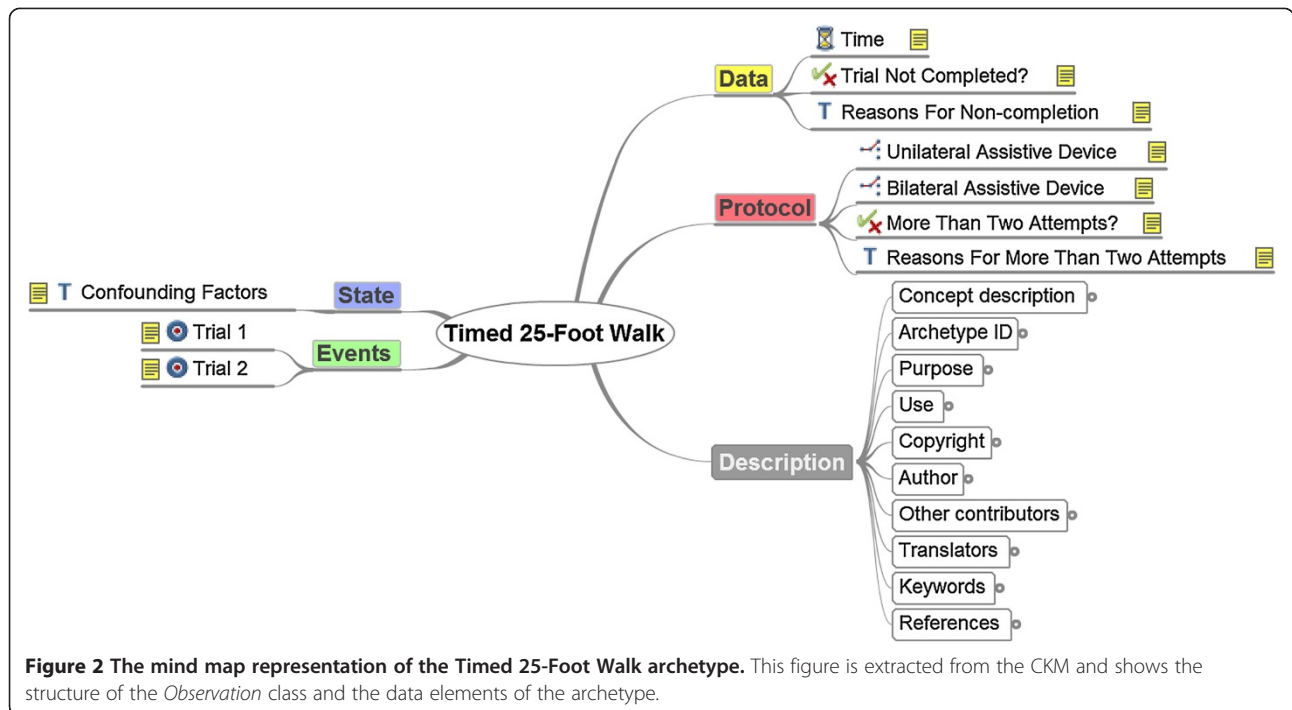 Timed 25-Foot Walk
Data
Time
Trial Not Completed?
T Reasons For Non-completion
Protocol
Unilateral Assistive Device
Bilateral Assistive Device
More Than Two Attempts?
T Reasons For More Than Two Attempts
State
T Confounding Factors
Events
Trial 1
Trial 2
Description
Concept description
Archetype ID
Purpose
Use
Copyright
Author
Other contributors
Translators
Keywords
References
Figure 2 The mind map representation of the Timed 25-Foot Walk archetype. This figure is extracted from the CKM and shows the
structure of the Observation class and the data elements of the archetype.